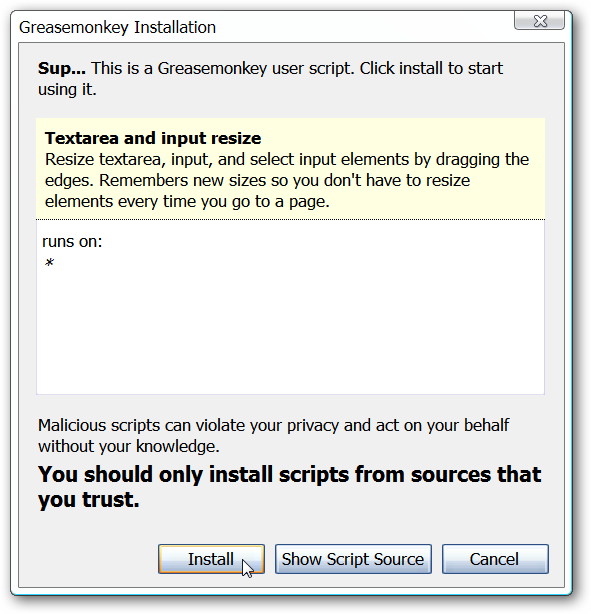 Greasemonkey Installation
Sup... This is a Greasemonkey user script. Click install to start
using it.
Textarea and input resize
Resize textarea, input, and select input elements by dragging the
edges. Remembers new sizes so you don't have to resize
elements every time you go to a page.
runs on:
*
Malicious scripts can violate your privacy and act on your behalf
without your knowledge.
You should only install scripts from sources that
you trust.
Install Show Script Source Cancel